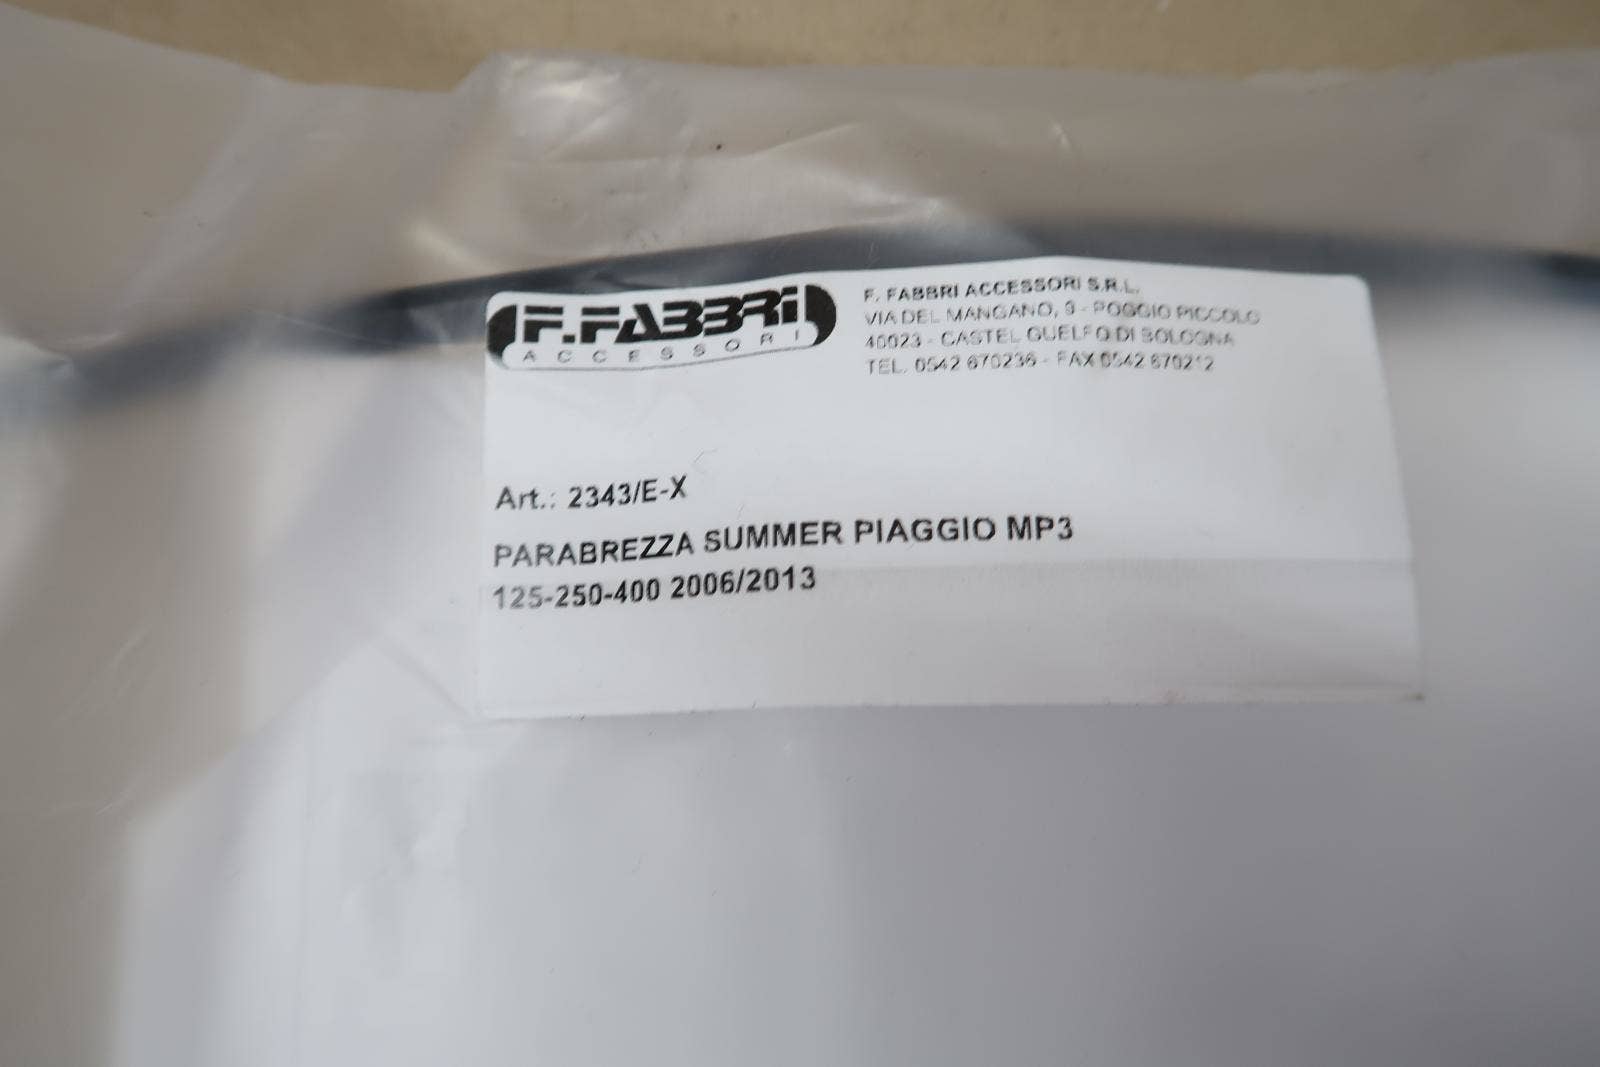 F.FABBRI
ACCESSORI
F. FABBRI ACCESSORI S.R.L.
VIA DEL MANGANO, 9 - POGGIO PICCOLO
40023 - CASTEL GUELFO DI BOLOGNA
TEL. 0542 670236 - FAX 0542 670212
Art.: 2343/E-X
PARABREZZA SUMMER PIAGGIO MP3
125-250-400 2006/2013